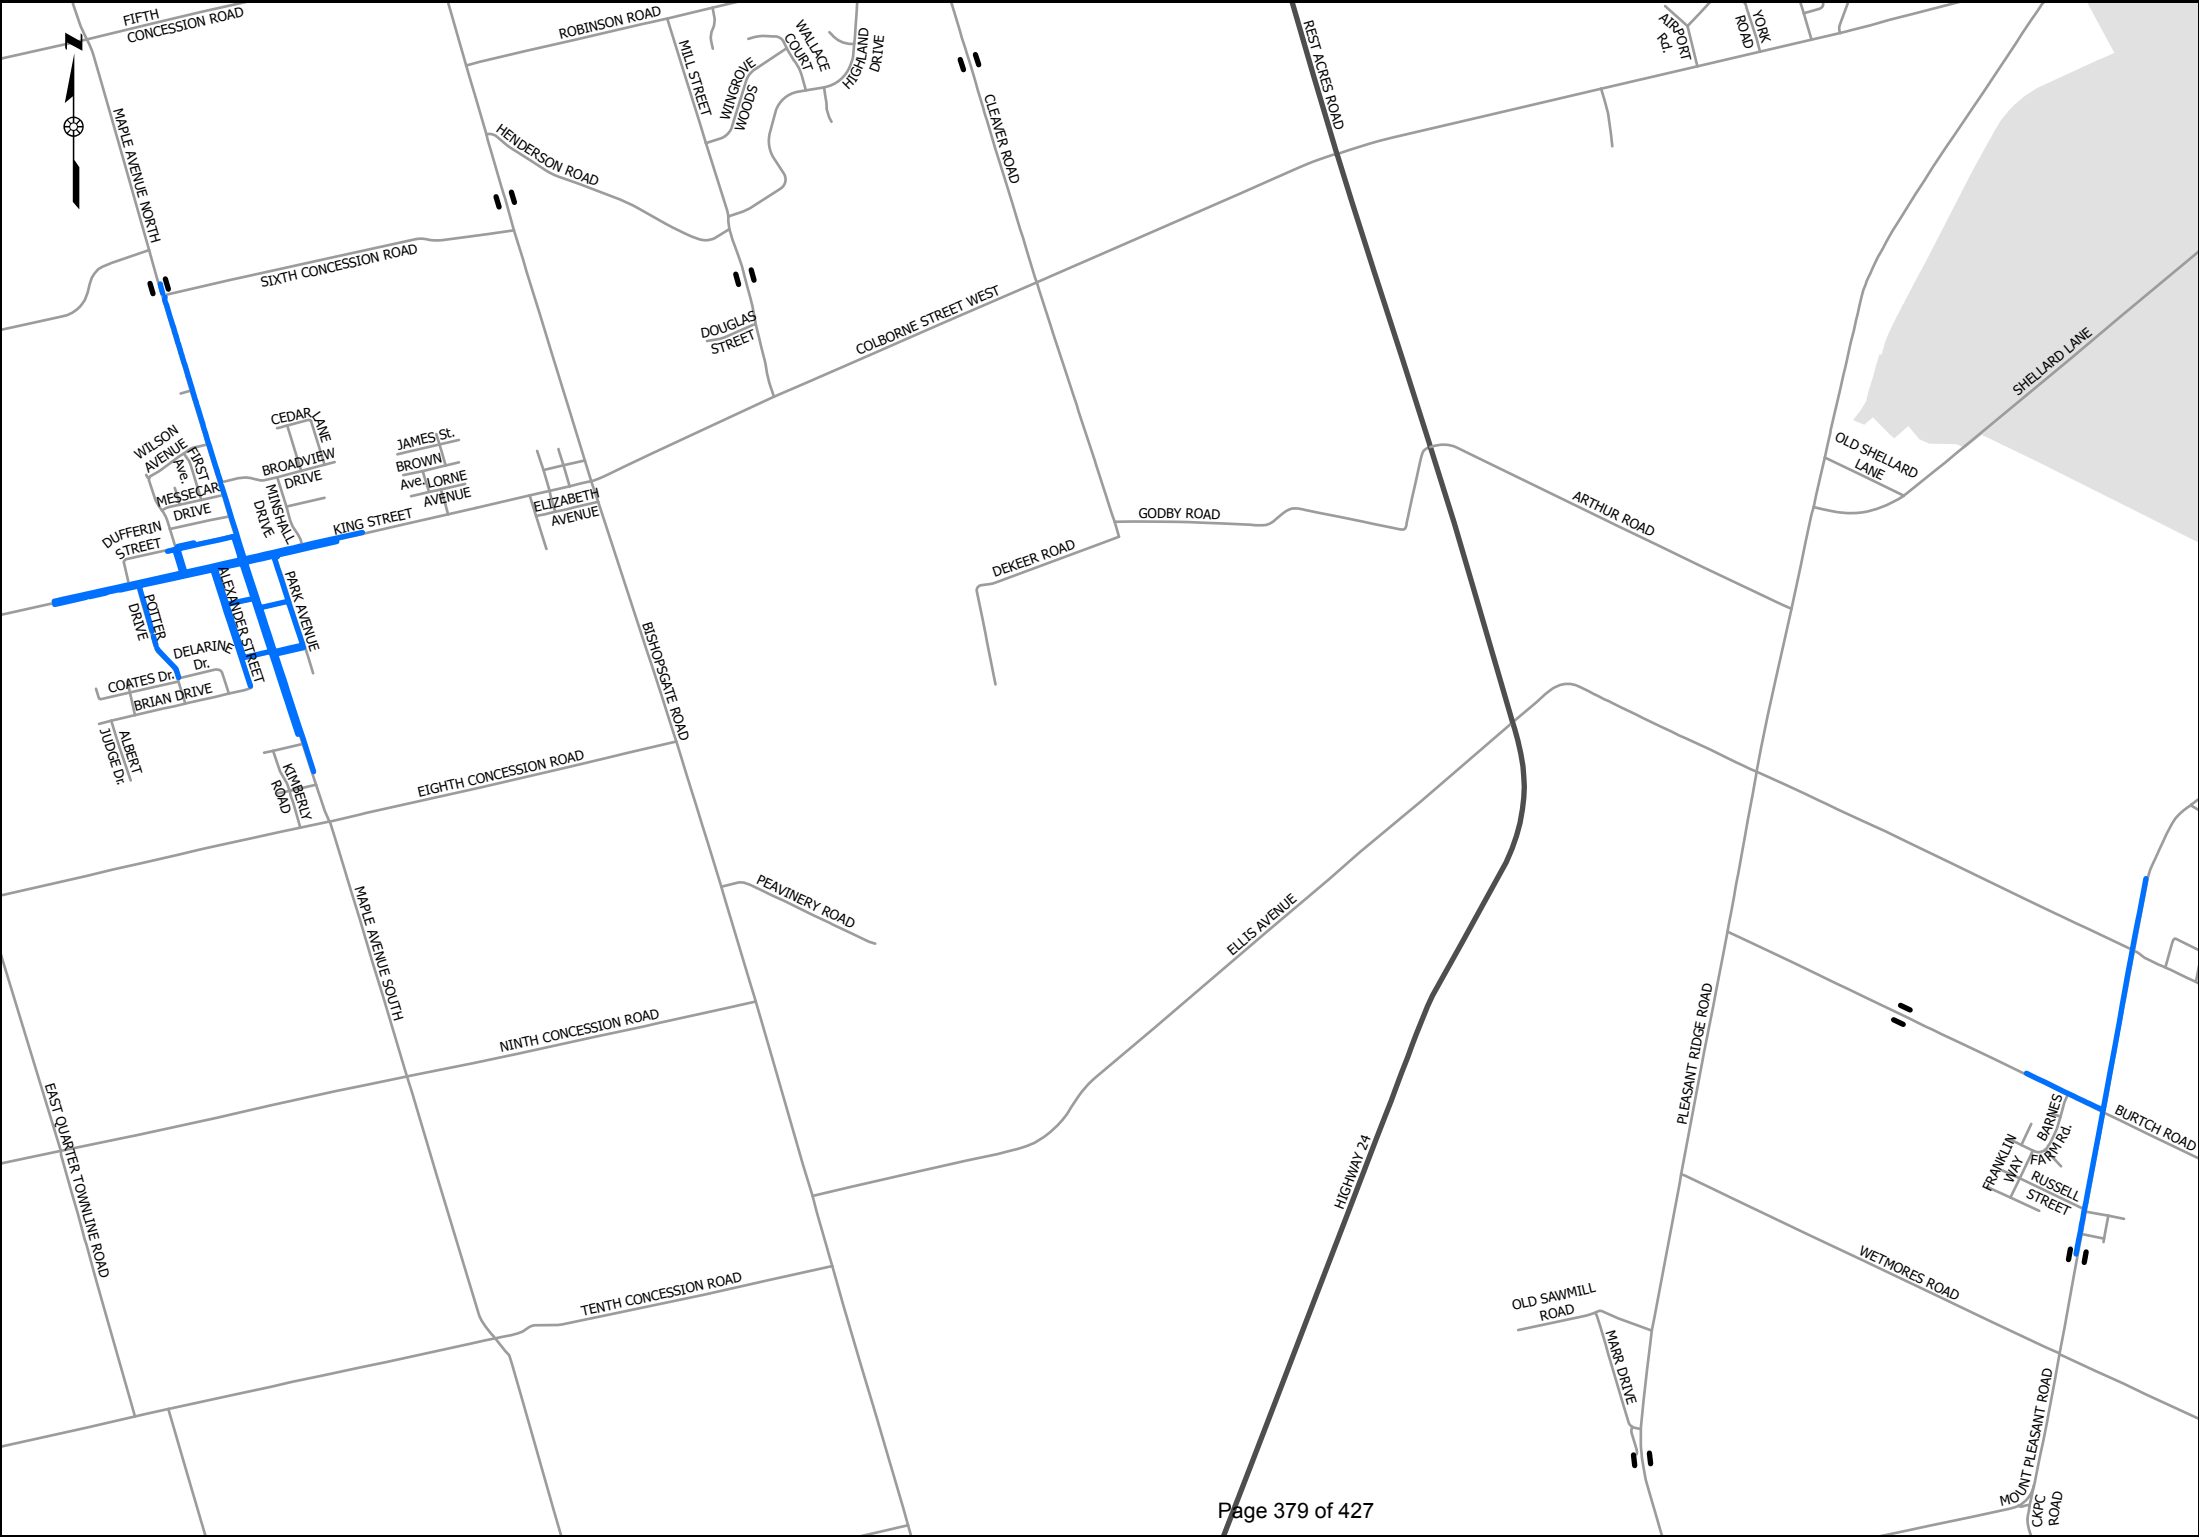 FIFTH
CONCESSION ROAD
N
MAPLE AVENUE NORTH
ROBINSON ROAD
MILL STREET
WINGROVE
WOODS
WALLACE
COURT
HIGHLAND
DRIVE
HENDERSON ROAD
CLEAVER ROAD
REST ACRES ROAD
AIRPORT
Rd.
YORK
ROAD
SIXTH CONCESSION ROAD
DOUGLAS
STREET
COLBORNE STREET WEST
SHELLARD LANE
OLD SHELLARD
LANE
CEDAR
LANE
WILSON
AVENUE
FIRST
Ave.
BROADVIEW
DRIVE
JAMES St.
BROWN
Ave.
LORNE
AVENUE
MESSECAR
DRIVE
MINSHALL
DRIVE
KING STREET
ELIZABETH
AVENUE
DUFFERIN
STREET
GODBY ROAD
ARTHUR ROAD
DEKEER ROAD
POTTER
DRIVE
ALEXANDER STREET
PARK AVENUE
DELARINE
Dr.
COATES Dr.
BRIAN DRIVE
ALBERT
JUDGE Dr.
KIMBERLY
ROAD
BISHOPSGATE ROAD
EIGHTH CONCESSION ROAD
PEAVINERY ROAD
ELLIS AVENUE
MAPLE AVENUE SOUTH
NINTH CONCESSION ROAD
PLEASANT RIDGE ROAD
EAST QUARTER TOWNLINE ROAD
HIGHWAY 24
BURTCH ROAD
BARNES
FARM Rd.
FRANKLIN
WAY
RUSSELL
STREET
WETMORES ROAD
TENTH CONCESSION ROAD
OLD SAWMILL
ROAD
MARR DRIVE
MOUNT PLEASANT ROAD
CKPC
ROAD
Page 379 of 427